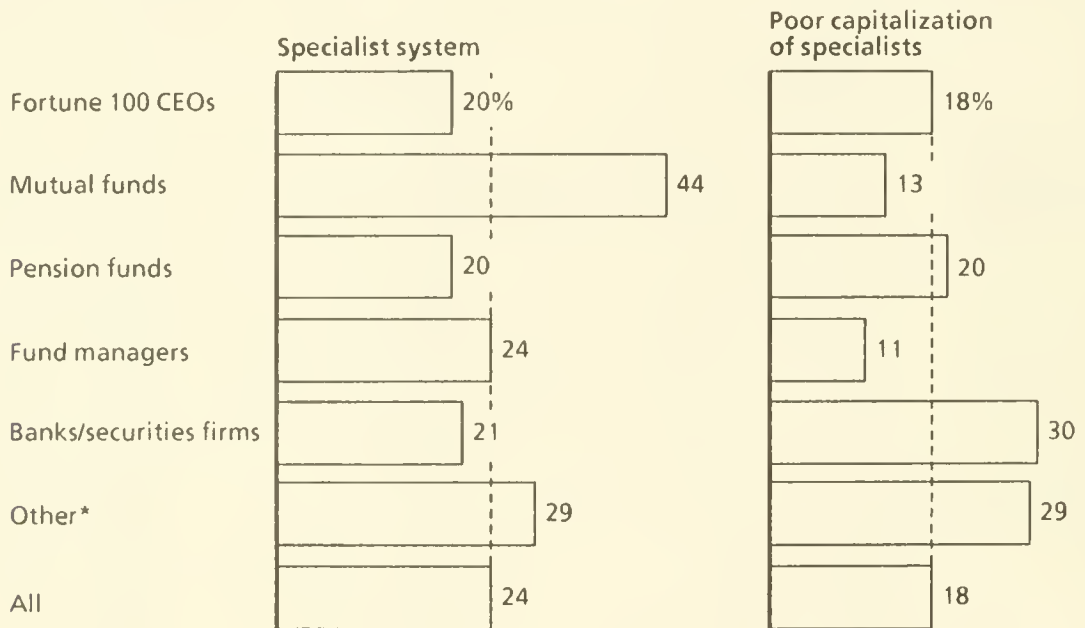 Specialist system
Poor capitalization
of specialists
Fortune 100 CEOs 20% 18%
Mutual funds 44 13
Pension funds 20 20
Fund managers 24 11
Banks/securities firms 21 30
Other* 29 29
All 24 18